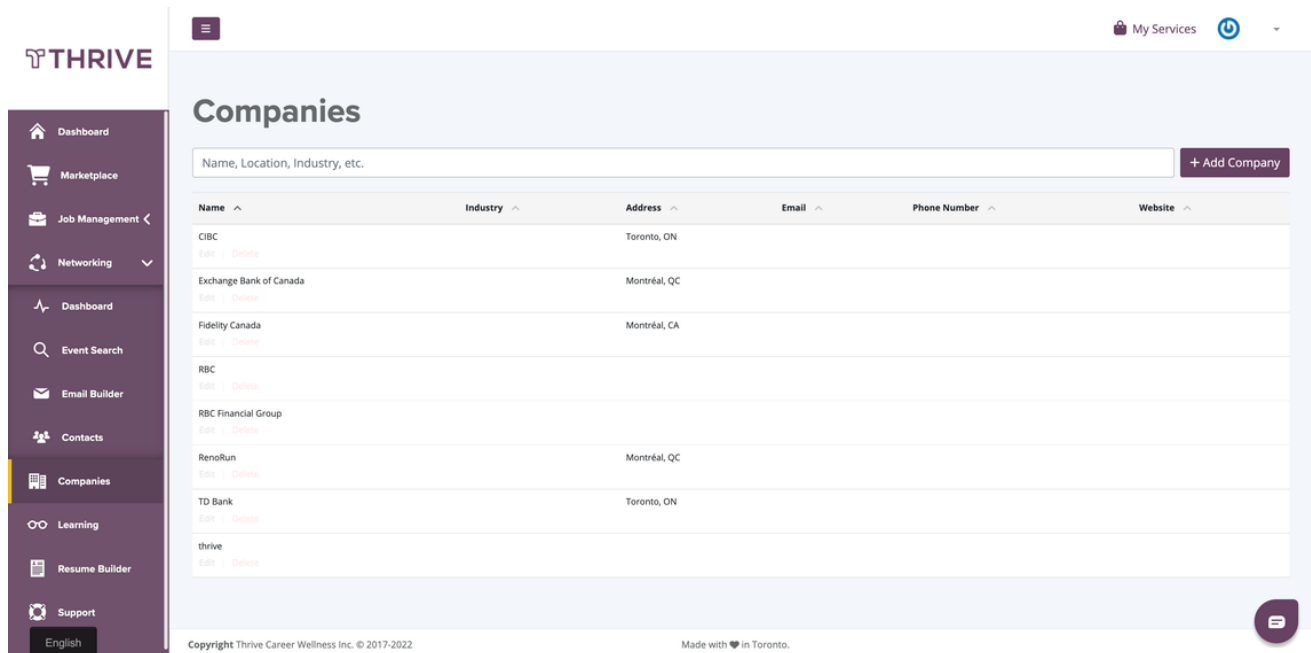 THRIVE
My Services
Dashboard
Marketplace
Job Management
Networking
Dashboard
Event Search
Email Builder
Contacts
Companies
Learning
Resume Builder
Support
English
Companies
Name, Location, Industry, etc.
+ Add Company
Name Industry Address Email Phone Number Website
CIBC Toronto, ON
Edit | Delete
Exchange Bank of Canada Montréal, QC
Edit | Delete
Fidelity Canada Montréal, CA
Edit | Delete
RBC
Edit | Delete
RBC Financial Group
Edit | Delete
RenoRun Montréal, QC
Edit | Delete
TD Bank Toronto, ON
Edit | Delete
thrive
Edit | Delete
Copyright Thrive Career Wellness Inc. © 2017-2022 Made with ♥ in Toronto.